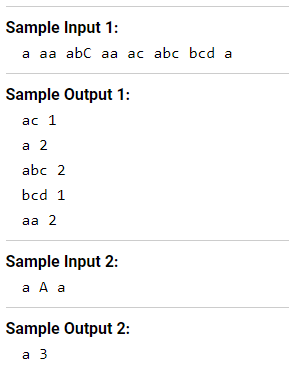 Sample Input 1:
a aa abC aa ac abc bcd a
Sample Output 1:
ac 1
a 2
abc 2
bcd 1
aa 2
Sample Input 2:
a A a
Sample Output 2:
a 3